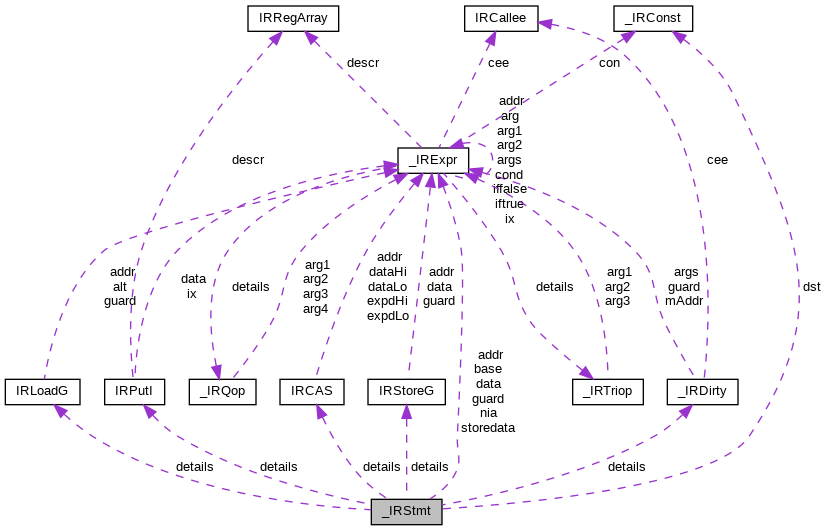 IRRegArray
IRCallee
_IRConst
descr
cee
con
addr
arg
arg1
arg2
args
cond
iffalse
iftrue
ix
_IRExpr
descr
cee
addr
alt
guard
data
ix
details
arg1
arg2
arg3
arg4
addr
dataHi
dataLo
expdHi
expdLo
addr
data
guard
details
arg1
arg2
arg3
args
guard
mAddr
dst
addr
base
data
guard
nia
storedata
IRLoadG
IRPutI
_IRQop
IRCAS
IRStoreG
_IRTriop
_IRDirty
details
details
details
details
details
_IRStmt